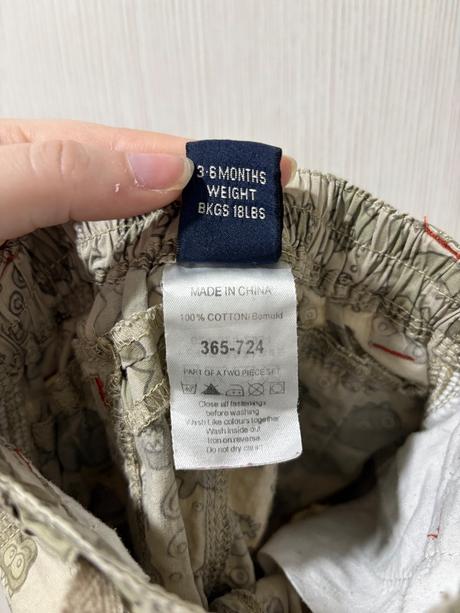 3-6 MONTHS
WEIGHT
8KGS 18LBS
MADE IN CHINA
100% COTTON/Bomuld
365-724
PART OF A TWO PIECE SET
Close all fastenings
before washing
Wash Like colours together
Wash inside out
Iron on reverse
Do not dry clean